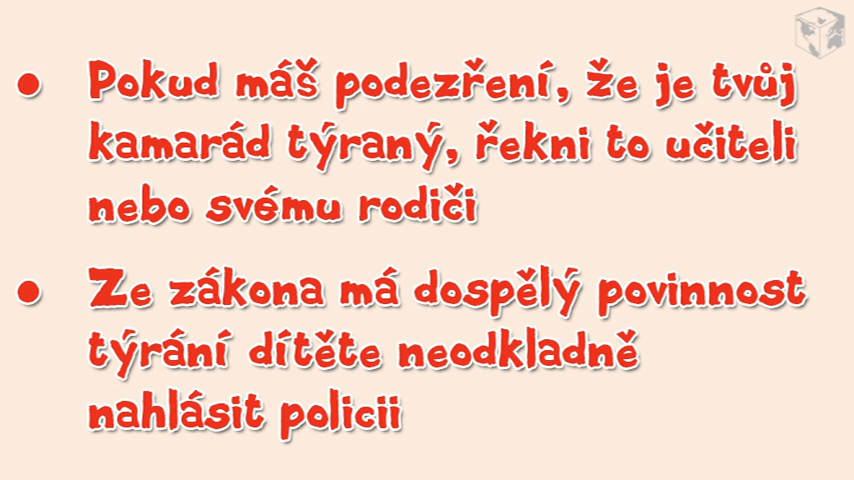 • Pokud máš podezření, že je tvůj
kamarád týraný, řekni to učiteli
nebo svému rodiči
• Ze zákona má dospělý povinnost
týrání dítěte neodkladně
nahlásit policii